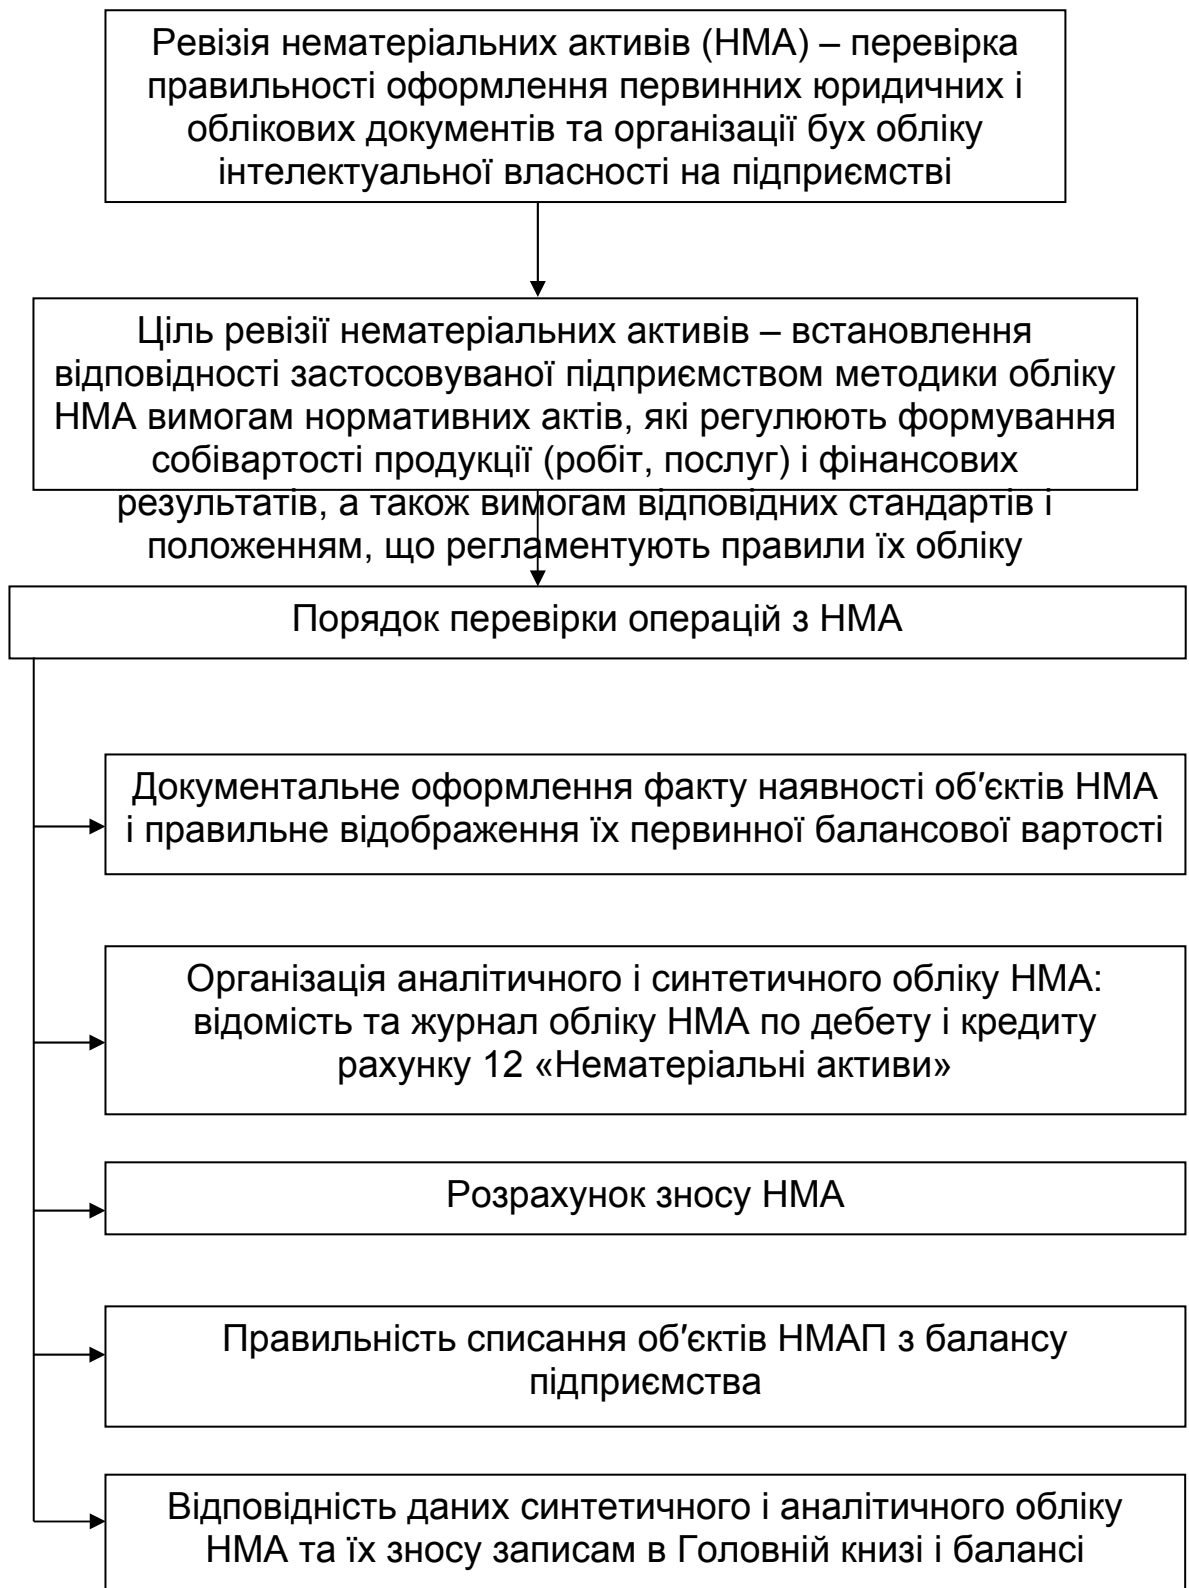 Ревізія нематеріальних активів (НМА) – перевірка
правильності оформлення первинних юридичних і
облікових документів та організації бух обліку
інтелектуальної власності на підприємстві
Ціль ревізії нематеріальних активів – встановлення
відповідності застосовуваної підприємством методики обліку
НМА вимогам нормативних актів, які регулюють формування
собівартості продукції (робіт, послуг) і фінансових
результатів, а також вимогам відповідних стандартів і
положенням, що регламентують правили їх обліку
Порядок перевірки операцій з НМА
Документальне оформлення факту наявності об′єктів НМА
і правильне відображення їх первинної балансової вартості
Організація аналітичного і синтетичного обліку НМА:
відомість та журнал обліку НМА по дебету і кредиту
рахунку 12 «Нематеріальні активи»
Розрахунок зносу НМА
Правильність списання об′єктів НМАП з балансу
підприємства
Відповідність даних синтетичного і аналітичного обліку
НМА та їх зносу записам в Головній книзі і балансі